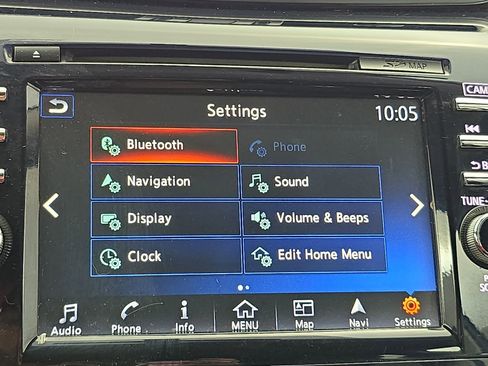 MAP
CAM
Settings
10:05
Bluetooth
Phone
Navigation
Sound
Display
Volume & Beeps
Clock
Edit Home Menu
TUNE
Audio
Phone
Info
MENU
Map
Navi
Settings